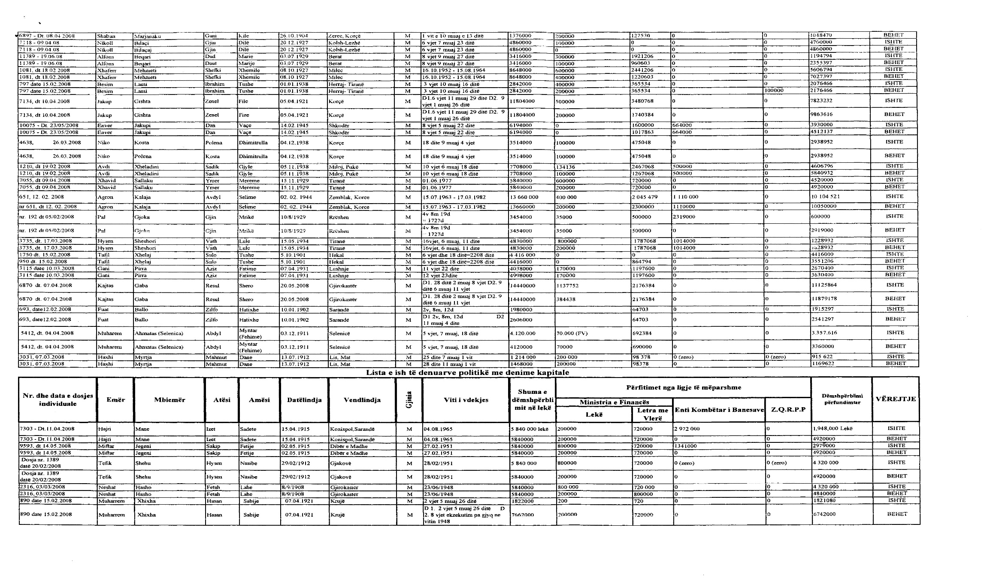 6897 - Dt. 08.04 2008 Shaban Marjanaku Gani Kile 26.10.1904 Zerec, Korçë M 1 vit e 10 muaj e 13 ditë 1376000 200000 127530 0 0 1048470 BEHET
7118 - 09.04.08 Nikoll Bilaçi Gjin Dilë 20.12.1927 Kolsh-Lezhë M 6 vjet 7 muaj 23 ditë 4860000 100000 0 0 0 4760000 ISHTE
7118 - 09.04.08 Nikoll Bilaçaj Gjin Dilë 20.12.1927 Kolsh-Lezhë M 6 vjet 7 muaj 23 ditë 4860000 0 0 0 0 4860000 BEHET
11389 - 19.06.08 Alfons Beqari Dud Marie 03.07.1929 Berat M 8 vjet 9 muaj 27 ditë 3416000 300000 1921206 0 0 1194794 ISHTE
11389 - 19.06.08 Alfons Beqari Daut Marije 03.07.1929 Berat M 8 vjet 9 muaj 27 ditë 3416000 100000 960603 0 0 2355397 BEHET
1081, dt.18.02.2008 Xhaferr Mehmeti Shefki Xhemile 08.10.1927 Milec M 16.10.1952 - 15.08.1964 8648000 600000 2441206 0 0 5606794 ISHTE
1081, dt.18.02.2008 Xhaferr Mehmeti Shefki Xhemile 08.10.1927 Milec M 16.10.1952 - 15.08.1964 8648000 400000 1220603 0 0 7027397 BEHET
797 date 15.02.2008 Besim Lami Ibrahim Tushe 01.01.1938 Herraj- Tiranë M 3 vjet 10 muaj 16 ditë 2842000 400000 365534 0 0 2076466 ISHTE
797 date 15.02.2008 Besim Lami Ibrahim Tushe 01.01.1938 Herraj- Tiranë M 3 vjet 10 muaj 16 ditë 2842000 200000 365534 0 100000 2176466 BEHET
7134, dt 10.04.2008 Jakup Gishta Zenel File 05.04.1921 Korçë M D1.6 vjet 11 muaj 29 ditë D2. 9
vjet 1 muaj 26 ditë 11804000 500000 3480768 0 0 7823232 ISHTE
7134, dt 10.04.2008 Jakup Gishta Zenel Fize 05.04.1921 Korçë M D1.6 vjet 11 muaj 29 ditë D2. 9
vjet 1 muaj 26 ditë 11804000 200000 1740384 0 0 9863616 BEHET
10075 - Dt. 23/05/2008 Enver Jakupi Dan Vaçe 14.02.1945 Shkodër M 8 vjet 5 muaj 22 ditë 6194000 0 1600000 664000 0 3930000 ISHTE
10075 - Dt. 23/05/2008 Enver Jakupi Dan Vaçe 14.02.1945 Shkodër M 8 vjet 5 muaj 22 ditë 6194000 0 1017863 664000 0 4512137 BEHET
4638, 26.03.2008 Niko Kosta Polena Dhimitrulla 04.12.1938 Korçe M 18 dite 9 muaj 4 vjet 3514000 100000 475048 0 0 2938952 ISHTE
4638, 26.03.2008 Niko Polena Kosta Dhimitrulla 04.12.1938 Korçe M 18 dite 9 muaj 4 vjet 3514000 100000 475048 0 0 2938952 BEHET
1210, dt 19.02.2008 Avdi Xheladini Sadik Gjyle 05.11.1938 Miloj, Pukë M 10 vjet 6 muaj 18 ditë 7708000 134136 2467068 500000 0 4606796 ISHTE
1210, dt 19.02.2008 Avdi Xheladini Sadik Gjyle 05.11.1938 Miloj, Pukë M 10 vjet 6 muaj 18 ditë 7708000 100000 1267068 500000 0 5840932 BEHET
7055, dt 09.04.2008 Xhavid Sallaku Ymer Mereme 15.11.1929 Tiranë M 01.06.1977 5840000 600000 720000 0 0 4520000 ISHTE
7055, dt 09.04.2008 Xhavid Sallaku Ymer Mereme 15.11.1929 Tiranë M 01.06.1977 5840000 200000 720000 0 0 4920000 BEHET
651, 12. 02. 2008 Agron Kalaja Avdyl Selime 02. 02. 1944 Zemblak, Korce M 15.07.1963 - 17.03.1982 13 660 000 400 000 2 045 479 1 110 000 0 10 104 521 ISHTE
nr 651, dt 12. 02. 2008 Agron Kalaja Avdyl Selime 02. 02. 1944 Zemblak, Korce M 15.07.1963 - 17.03.1982 13660000 200000 2300000 1110000 0 10050000 BEHET
nr. 192 dt 05/02/2008 Pal Gjoka Gjin Mrikë 10/8/1929 Rrëshen M 4v 8m 19d
= 1727d 3454000 35000 500000 2319000 0 600000 ISHTE
nr. 192 dt 05/02/2008 Pal Gjoka Gjin Mrikë 10/8/1929 Rrëshen M 4v 8m 19d
= 1727d 3454000 35000 500000 0 0 2919000 BEHET
3735, dt. 17.03.2008 Hysen Sheshori Vath Lule 15.05.1934 Tiranë M 16vjet, 6 muaj, 11 dite 4830000 800000 1787068 1014000 0 1228932 ISHTE
3735, dt. 17.03.2008 Hysen Sheshori Vath Lule 15.05.1934 Tiranë M 16vjet, 6 muaj, 11 dite 4830000 200000 1787068 1014000 0 1828932 BEHET
1750 dt. 15.02.2008 Tafil Xhelaj Sulo Tushe 5.10.1901 Hekal M 6 vjet dhe 18 ditë=2208 ditë 4 416 000 0 0 0 0 4416000 ISHTE
950 dt. 15.02.2008 Tafil Xhelaj Sulo Tushe 5.10.1901 Hekal M 6 vjet dhe 18 ditë=2208 ditë 4416000 0 864794 0 0 3551206 BEHET
3115 date 10.03.2008 Gani Pirra Aziz Fatime 07.04.1931 Lushnje M 11 vjet 22 dite 4038000 170000 1197600 0 0 2670400 ISHTE
3115 date 10.03.2008 Gani Pirra Aziz Fatime 07.04.1931 Lushnje M 12 vjet 23dite 4998000 170000 1197600 0 0 3630400 BEHET
6870 dt. 07.04.2008 Kajtas Gaba Resul Shero 20.05.2008 Gjirokastër M D1. 28 ditë 2 muaj 8 vjet D2. 9
ditë 6 muaj 11 vjet 14440000 1137752 2176384 0 0 11125864 ISHTE
6870 dt. 07.04.2008 Kajtas Gaba Resul Shero 20.05.2008 Gjirokastër M D1. 28 ditë 2 muaj 8 vjet D2. 9
ditë 6 muaj 11 vjet 14440000 384438 2176384 0 0 11879178 BEHET
693, date12.02.2008 Fuat Ballo Zilfo Hatixhe 10.01.1902 Sarandë M 2v, 8m, 12d 1980000 64703 0 0 1915297 ISHTE
693, date12.02.2008 Fuat Ballo Zilfo Hatixhe 10.01.1902 Sarandë M D1 2v, 8m, 12d D2
11 muaj 4 dite 2606000 64703 0 0 2541297 BEHET
5412, dt. 04.04.2008 Muharem Ahmatas (Selenica) Abdyl Myntar
(Fehime) 03.12.1911 Selenicë M 5 vjet, 7 muaj, 18 ditë 4.120.000 70.000 (FV) 692384 0 0 3.357.616 ISHTE
5412, dt. 04.04.2008 Muharem Ahmatas (Selenica) Abdyl Myntar
(Fehime) 03.12.1911 Selenicë M 5 vjet, 7 muaj, 18 ditë 4120000 70000 690000 0 0 3360000 BEHET
3031, 07.03.2008 Haxhi Myrtja Mahmut Dane 13.07.1912 Lis, Mat M 25 dite 7 muaj 1 vit 1 214 000 200 000 98 378 0 (zero) 0 (zero) 915 622 ISHTE
3031, 07.03.2008 Haxhi Myrtja Mahmut Dane 13.07.1912 Lis, Mat M 28 dite 11 muaj 1 vit 1468000 200000 98378 0 0 1169622 BEHET
Lista e ish të denuarve politikë me denime kapitale
Nr. dhe data e dosjes
individuale Emër Mbiemër Atësi Amësi Datëlindja Vendlindja Gjinia Viti i vdekjes Shuma e
dëmshpërbli
mit në lekë Përfitimet nga ligje të mëparshme
Ministria e Financës
Lekë Letra me
Vlerë Enti Kombëtar i Banesave Z.Q.R.P.P Dëmshpërblimi
përfundimtar VËREJTJE
7303 - Dt.11.04.2008 Hajri Mane Izet Sadete 15.04.1915 Konispol,Sarandë M 04.08.1965 5 840 000 lekë 200000 720000 2 972 000 0 1,948,000 Lekë ISHTE
7303 - Dt.11.04.2008 Hajri Mane Izet Sadete 15.04.1915 Konispol,Sarandë M 04.08.1965 5840000 200000 720000 0 0 4920000 BEHET
9593, dt 14.05.2008 Miftar Jegeni Sakip Fetije 02.05.1915 Dibër e Madhe M 27.02.1951 5840000 800000 720000 1341000 0 2979000 ISHTE
9593, dt 14.05.2008 Miftar Jegeni Sakip Fetije 02.05.1915 Dibër e Madhe M 27.02.1951 5840000 200000 720000 0 0 4920000 BEHET
Dosja nr. 1389
datë 20/02/2008 Tefik Shehu Hysen Nasibe 29/02/1912 Gjakovë M 28/02/1951 5 840 000 800000 720000 0 (zero) 0 (zero) 4 320 000 ISHTE
Dosja nr. 1389
datë 20/02/2008 Tefik Shehu Hysen Nasibe 29/02/1912 Gjakovë M 28/02/1951 5840000 200000 720000 0 0 4920000 BEHET
2316, 03/03/2008 Neshat Hasho Fetah Lahe 8/9/1908 Gjirokaster M 23/06/1948 5840000 800 000 720 000 0 0 4 320 000 ISHTE
2316, 03/03/2008 Neshat Hasho Fetah Lahe 8/9/1908 Gjirokaster M 23/06/1948 5840000 200000 800000 0 0 4840000 BEHET
890 date 15.02.2008 Muharrem Xhixha Hasan Sabije 07.04.1921 Krujë M 2 vjet 5 muaj 26 ditë 1822000 200 720 0 0 1821080 ISHTE
890 date 15.02.2008 Muharrem Xhixha Hasan Sabije 07.04.1921 Krujë M D 1. 2 vjet 5 muaj 26 ditë D
2. 8 vjet ekzekutim pa gjyq ne
vitin 1948 7662000 200000 720000 0 0 6742000 BEHET